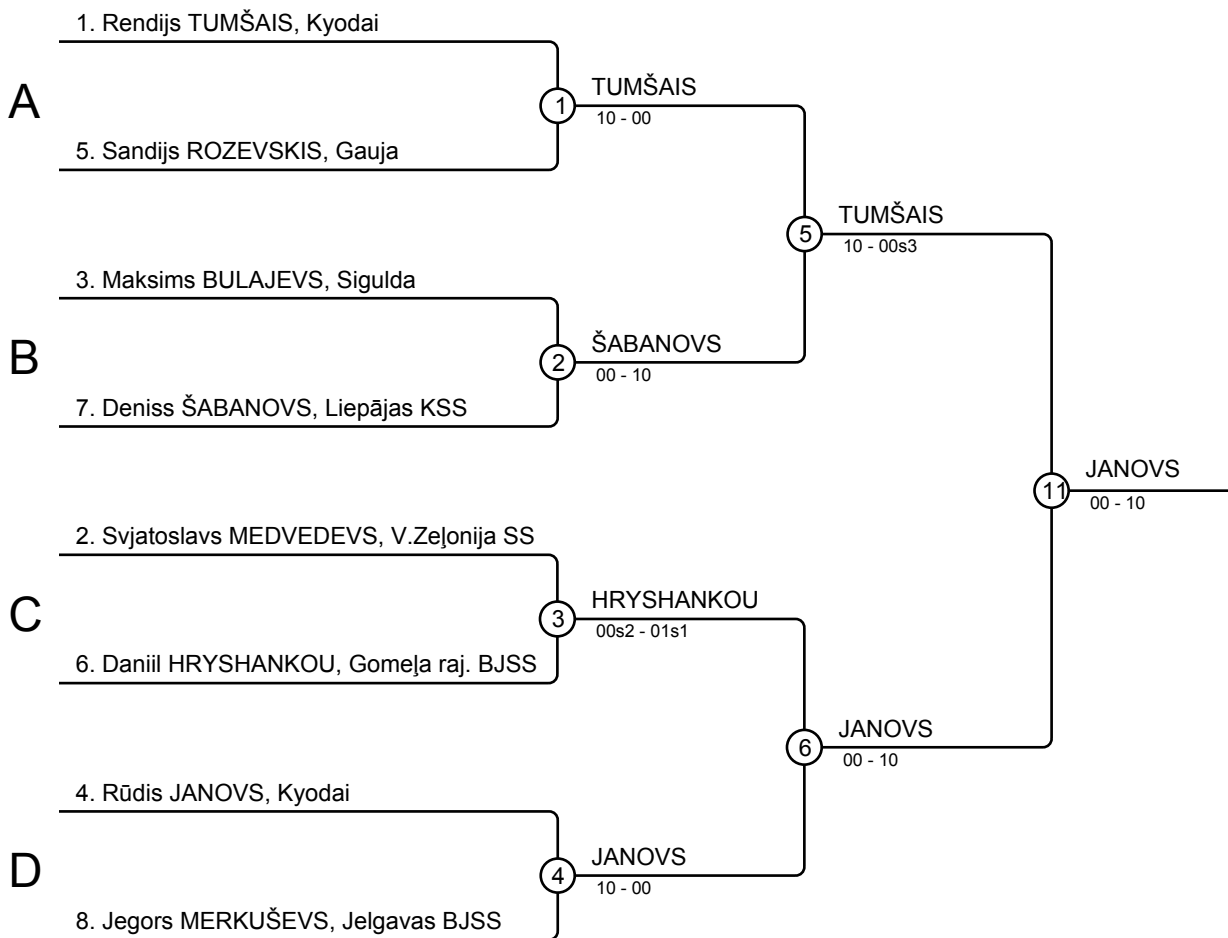 1. Rendijs TUMŠAIS, Kyodai
A
1
TUMŠAIS
10 - 00
5. Sandijs ROZEVSKIS, Gauja
5
TUMŠAIS
10 - 00s3
3. Maksims BULAJEVS, Sigulda
B
2
ŠABANOVS
00 - 10
7. Deniss ŠABANOVS, Liepājas KSS
11
JANOVS
00 - 10
2. Svjatoslavs MEDVEDEVS, V.Zeļonija SS
C
3
HRYSHANKOU
00s2 - 01s1
6. Daniil HRYSHANKOU, Gomeļa raj. BJSS
6
JANOVS
00 - 10
4. Rūdis JANOVS, Kyodai
D
4
JANOVS
10 - 00
8. Jegors MERKUŠEVS, Jelgavas BJSS